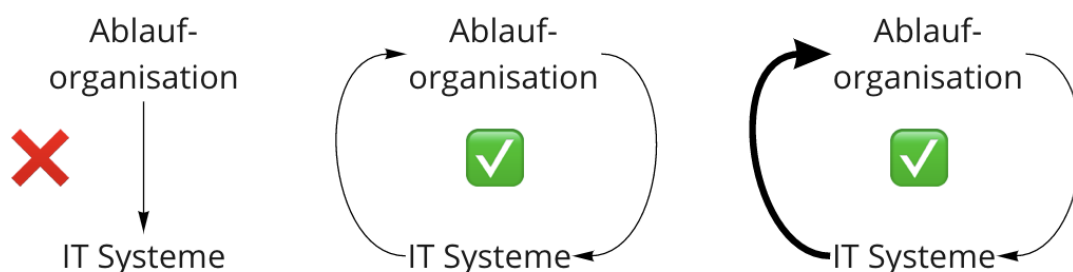 Ablauf-
organisation
IT Systeme
Ablauf-
organisation
IT Systeme
Ablauf-
organisation
IT Systeme